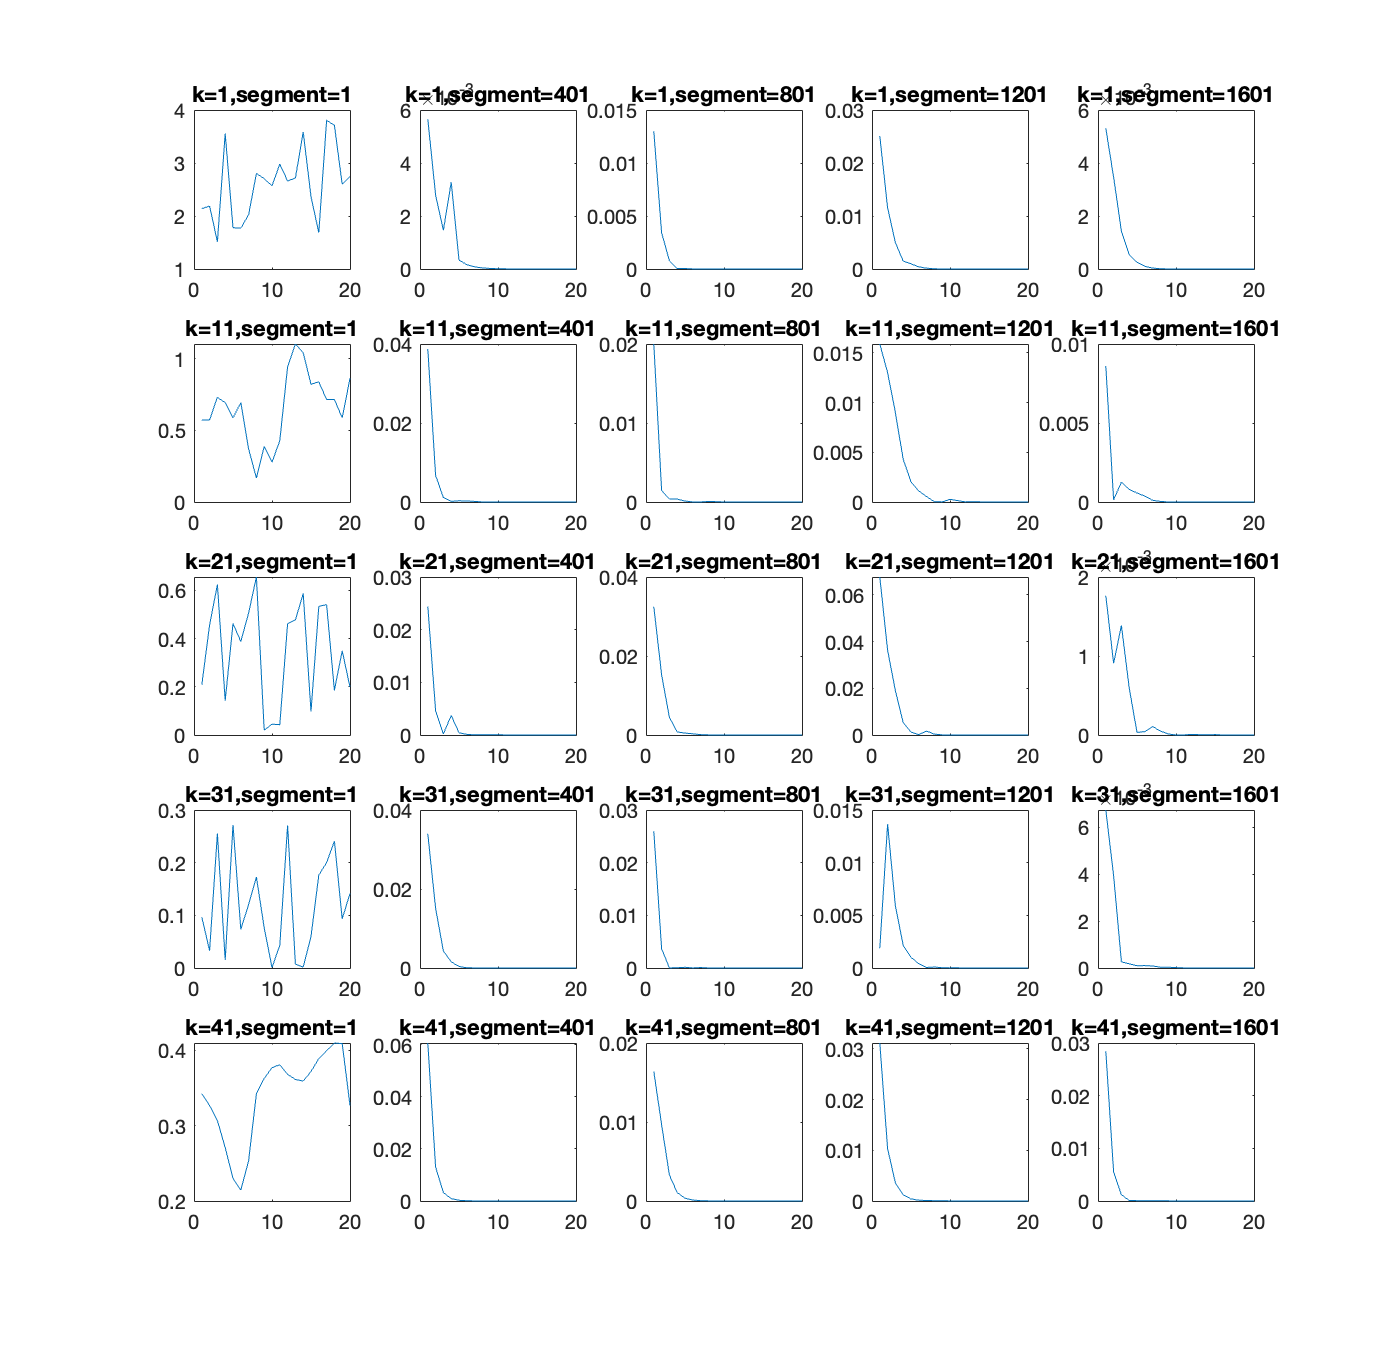 k=1,segment=1 k=1,segment=401 k=1,segment=801 k=1,segment=1201 k=1,segment=1601
4 6 0.015 0.03 6
3 4 0.01 0.02 4
2 2 0.005 0.01 2
1 0 0 0 0
0 10 20 0 10 20 0 10 20 0 10 20 0 10 20
k=11,segment=1 k=11,segment=401 k=11,segment=801 k=11,segment=1201 k=11,segment=1601
1 0.04 0.02 0.015 0.01
0.5 0.02 0.01 0.01 0.005
0.005
0 0 0 0 0
0 10 20 0 10 20 0 10 20 0 10 20 0 10 20
k=21,segment=1 k=21,segment=401 k=21,segment=801 k=21,segment=1201 k=21,segment=1601
0.6 0.03 0.04 0.06 2
0.4 0.02 0.02 0.04 1
0.2 0.01 0.02
0 0 0 0 0
0 10 20 0 10 20 0 10 20 0 10 20 0 10 20
k=31,segment=1 k=31,segment=401 k=31,segment=801 k=31,segment=1201 k=31,segment=1601
0.3 0.04 0.03 0.015 6
0.2 0.02 0.02 0.01 4
0.1 0.01 0.005 2
0 0 0 0 0
0 10 20 0 10 20 0 10 20 0 10 20 0 10 20
k=41,segment=1 k=41,segment=401 k=41,segment=801 k=41,segment=1201 k=41,segment=1601
0.4 0.06 0.02 0.03 0.03
0.3 0.04 0.01 0.02 0.02
0.02 0.01 0.01
0.2 0 0 0 0
0 10 20 0 10 20 0 10 20 0 10 20 0 10 20